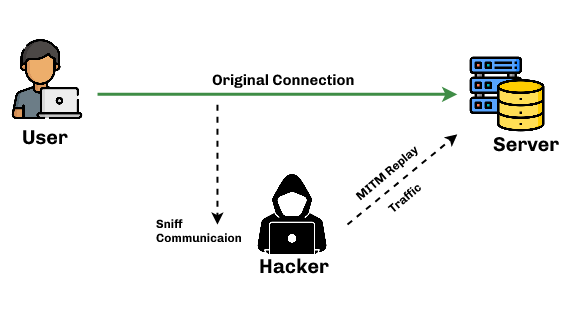 Original Connection
User
Server
MITM Replay
Traffic
Sniff
Communicaion
Hacker